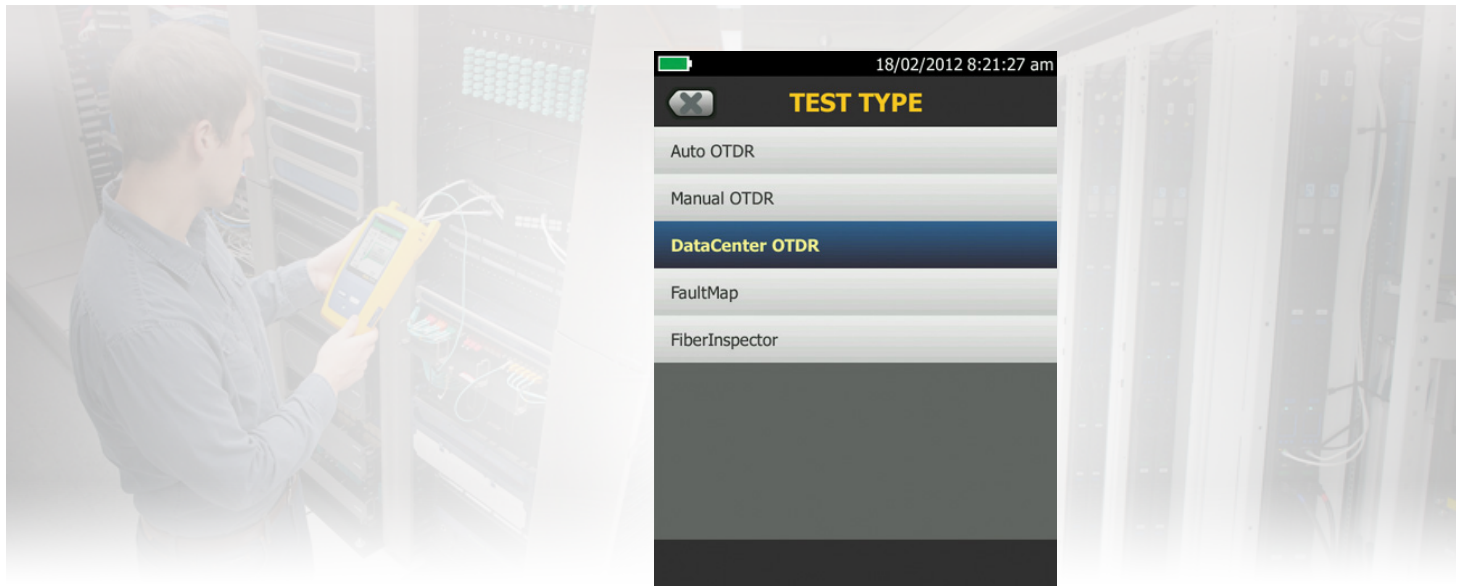 18/02/2012 8:21:27 am
TEST TYPE
Auto OTDR
Manual OTDR
DataCenter OTDR
FaultMap
FiberInspector